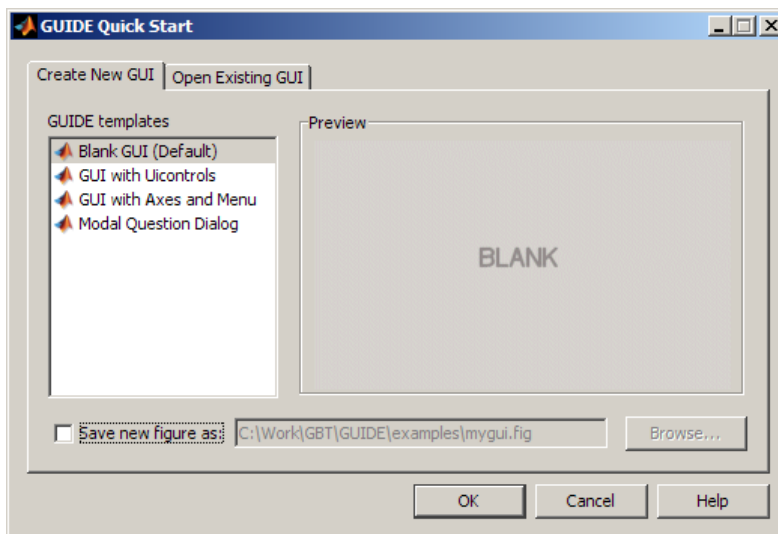 GUIDE Quick Start
Create New GUI
Open Existing GUI
GUIDE templates
Blank GUI (Default)
GUI with Uicontrols
GUI with Axes and Menu
Modal Question Dialog
Preview
BLANK
Save new figure as:
C:\Work\GBT\GUIDE\examples\mygui.fig
Browse...
OK
Cancel
Help